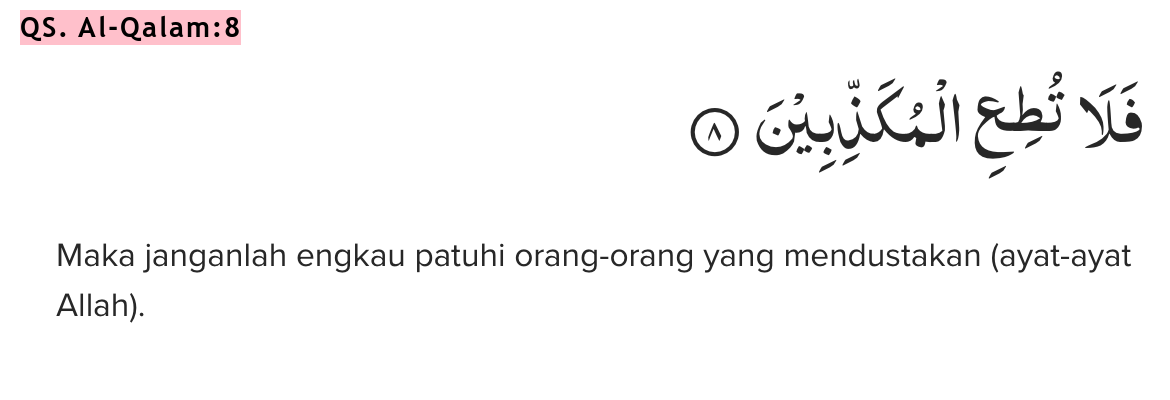 QS. Al-Qalam:8
فَلَا تُطِعِ الْمُكَذِّبِيْنَ ٨
Maka janganlah engkau patuhi orang-orang yang mendustakan (ayat-ayat
Allah).